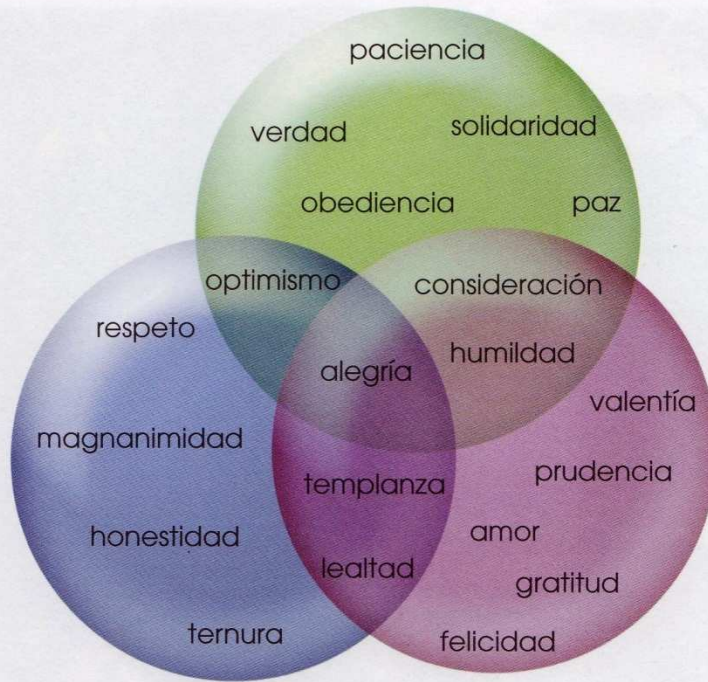 paciencia
verdad
solidaridad
obediencia
paz
optimismo
consideración
respeto
alegría
humildad
valentía
magnanimidad
prudencia
templanza
honestidad
amor
lealtad
gratitud
ternura
felicidad